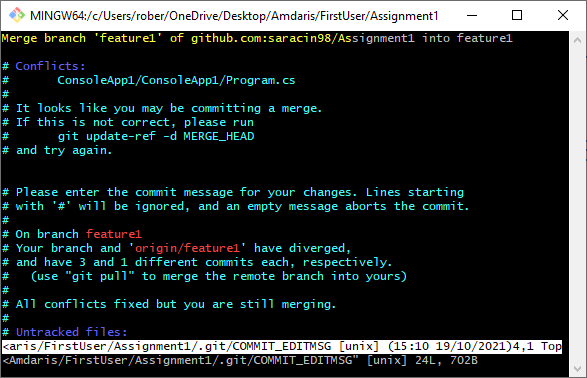 MINGW64:/c/Users/rober/OneDrive/Desktop/Amdaris/FirstUser/Assignment1
Merge branch 'feature1' of github.com:saracin98/Assignment1 into feature1
# Conflicts:
#       ConsoleApp1/ConsoleApp1/Program.cs
#
# It looks like you may be committing a merge.
# If this is not correct, please run
#       git update-ref -d MERGE_HEAD
# and try again.
# Please enter the commit message for your changes. Lines starting
# with '#' will be ignored, and an empty message aborts the commit.
#
# On branch feature1
# Your branch and 'origin/feature1' have diverged,
# and have 3 and 1 different commits each, respectively.
#   (use "git pull" to merge the remote branch into yours)
#
# All conflicts fixed but you are still merging.
#
# Untracked files:
<aris/FirstUser/Assignment1/.git/COMMIT_EDITMSG [unix] (15:10 19/10/2021)4,1 Top
<Amdaris/FirstUser/Assignment1/.git/COMMIT_EDITMSG" [unix] 24L, 702B